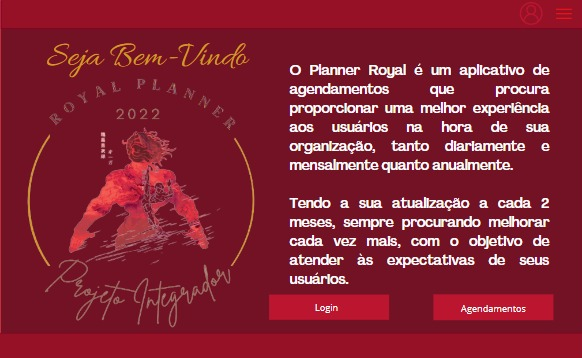 Seja Bem-Vindo
ROYAL PLANNER
2022
Projeto Integrador
O Planner Royal é um aplicativo de
agendamentos que procura
proporcionar uma melhor experiência
aos usuários na hora de sua
organização, tanto diariamente e
mensalmente quanto anualmente.
Tendo a sua atualização a cada 2
meses, sempre procurando melhorar
cada vez mais, com o objetivo de
atender às expectativas de seus
usuários.
Login
Agendamentos